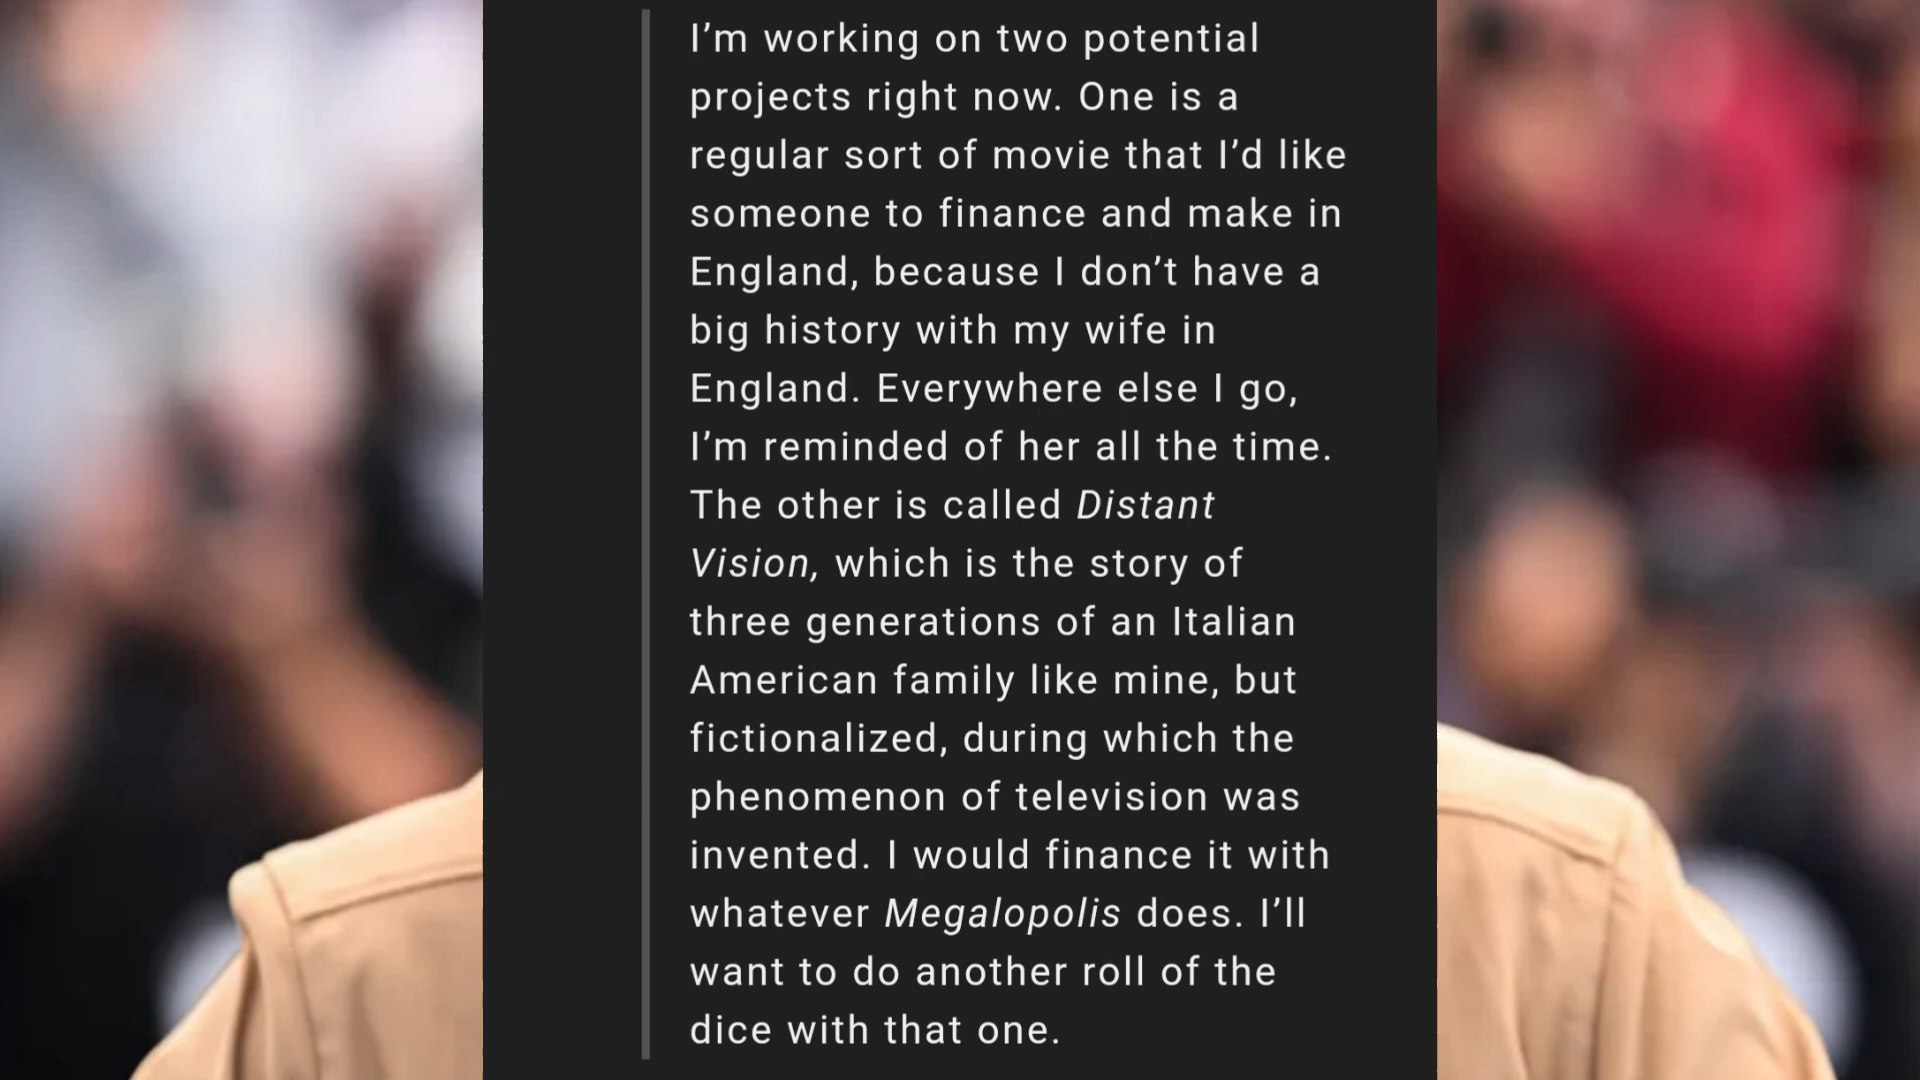 I’m working on two potential
projects right now. One is a
regular sort of movie that I’d like
someone to finance and make in
England, because I don’t have a
big history with my wife in
England. Everywhere else I go,
I’m reminded of her all the time.
The other is called Distant
Vision, which is the story of
three generations of an Italian
American family like mine, but
fictionalized, during which the
phenomenon of television was
invented. I would finance it with
whatever Megalopolis does. I’ll
want to do another roll of the
dice with that one.